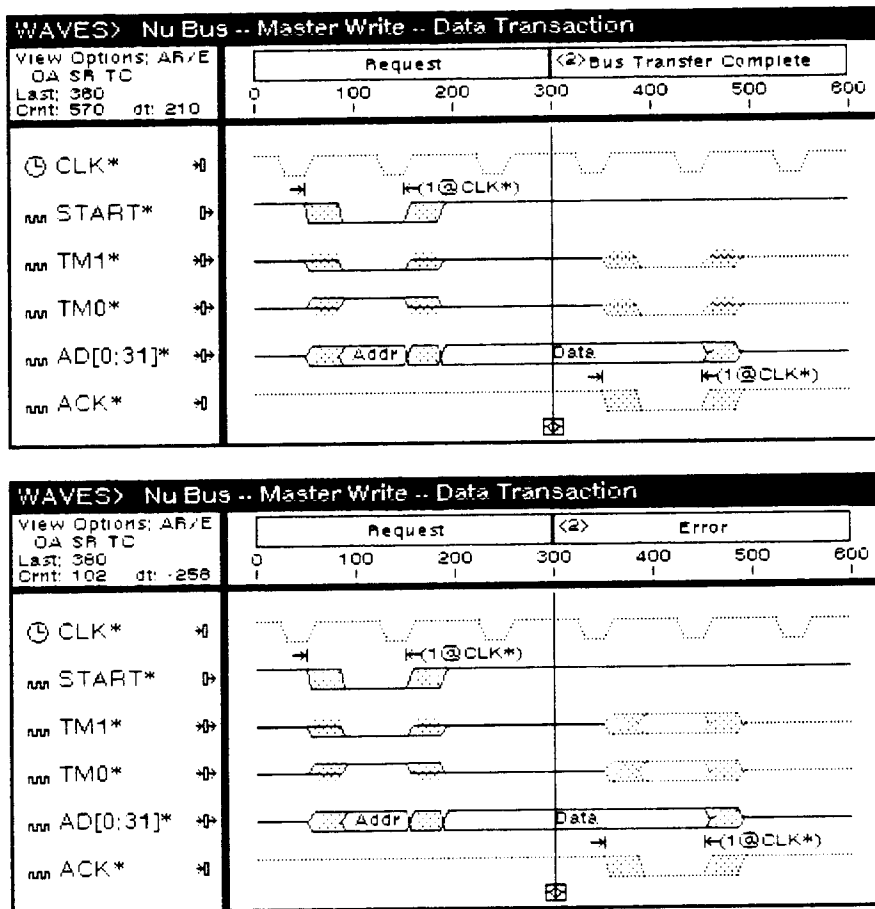 WAVES> Nu Bus -- Master Write -- Data Transaction
View Options: AR/E
OA SR TC
Last: 360
Crnt: 570 dt: 210
Request <2>Bus Transfer Complete
0 100 200 300 400 500 600
CLK*
(1@CLK*)
START*
TM1*
TM0*
AD[0:31]* Addr Data
(1@CLK*)
ACK*
WAVES> Nu Bus -- Master Write -- Data Transaction
View Options: AR/E
OA SR TC
Last: 360
Crnt: 102 dt: -258
Request <2> Error
0 100 200 300 400 500 600
CLK*
(1@CLK*)
START*
TM1*
TM0*
AD[0:31]* Addr Data
(1@CLK*)
ACK*